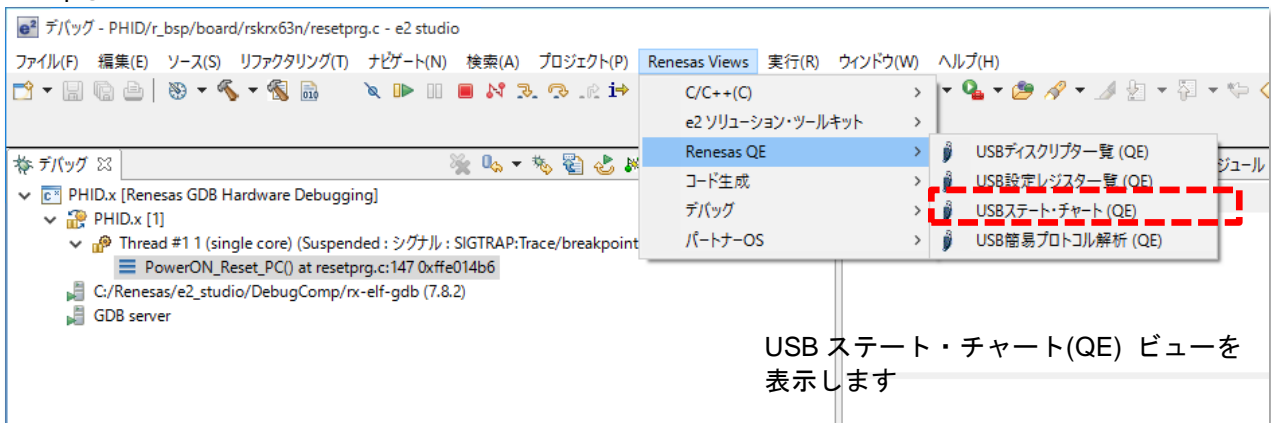 デバッグ - PHID/r_bsp/board/rskrx63n/resetprg.c - e2 studio
ファイル(F) 編集(E) ソース(S) リファクタリング(T) ナビゲート(N) 検索(A) プロジェクト(P) Renesas Views 実行(R) ウィンドウ(W) ヘルプ(H)
C/C++(C)
e2 ソリューション・ツールキット
Renesas QE
コード生成
デバッグ
パートナーOS
USBディスクリプター覧 (QE)
USB設定レジスター覧 (QE)
USBステート・チャート (QE)
USB簡易プロトコル解析 (QE)
ジュール
デバッグ
PHID.x [Renesas GDB Hardware Debugging]
PHID.x [1]
Thread #1 1 (single core) (Suspended : シグナル : SIGTRAP:Trace/breakpoint
PowerON_Reset_PC() at resetprg.c:147 0xffe014b6
C:/Renesas/e2_studio/DebugComp/rx-elf-gdb (7.8.2)
GDB server
USB ステート・チャート(QE) ビューを
表示します